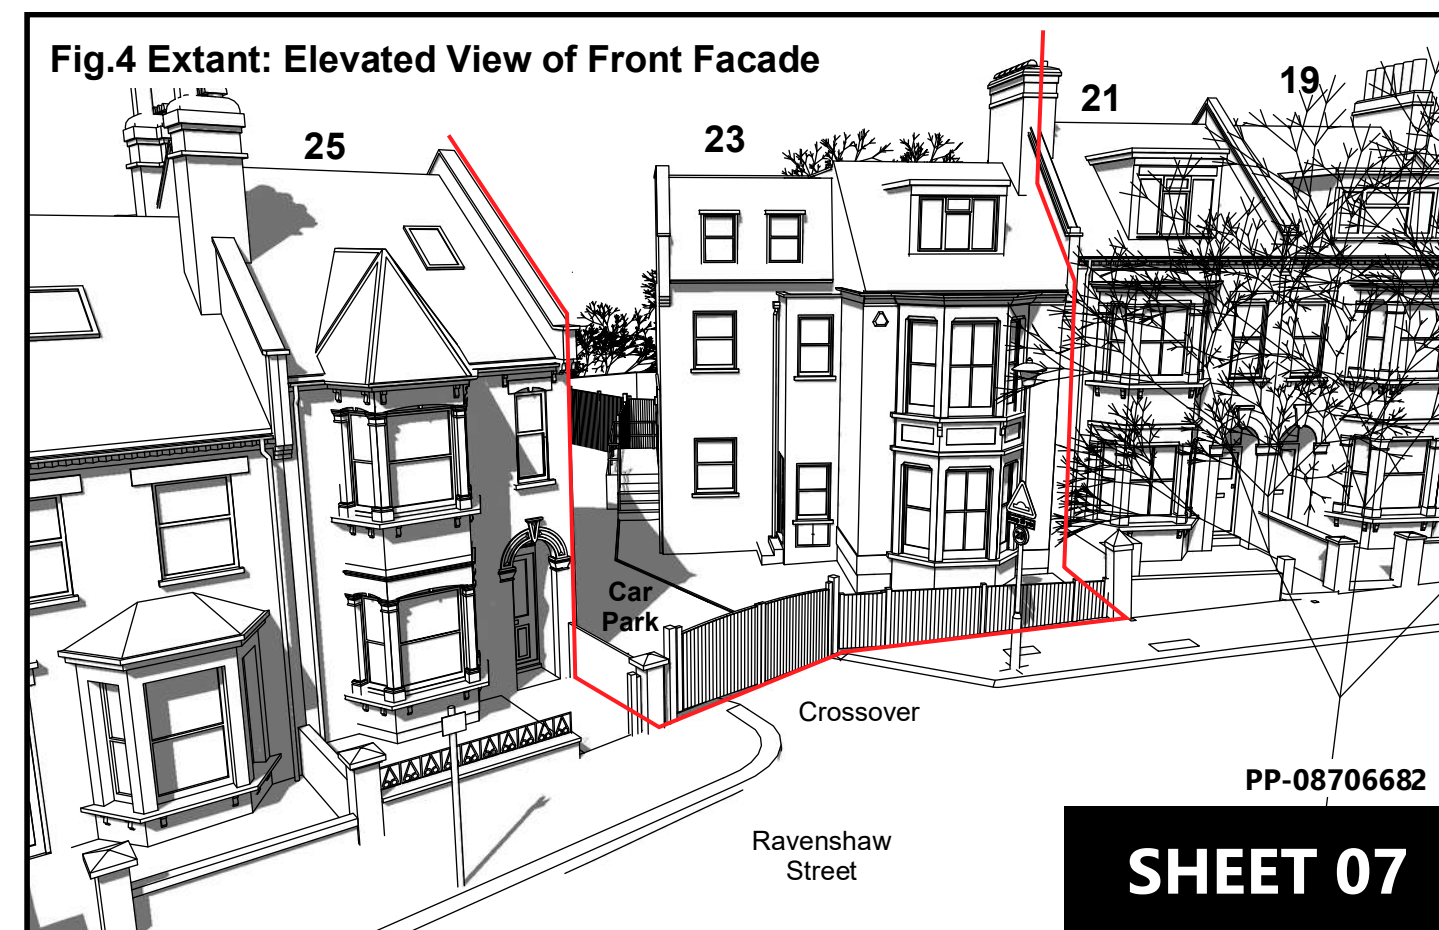 Fig.4 Extant: Elevated View of Front Facade
25
23
21
19
Car
Park
Crossover
Ravenshaw
Street
PP-08706682
SHEET 07